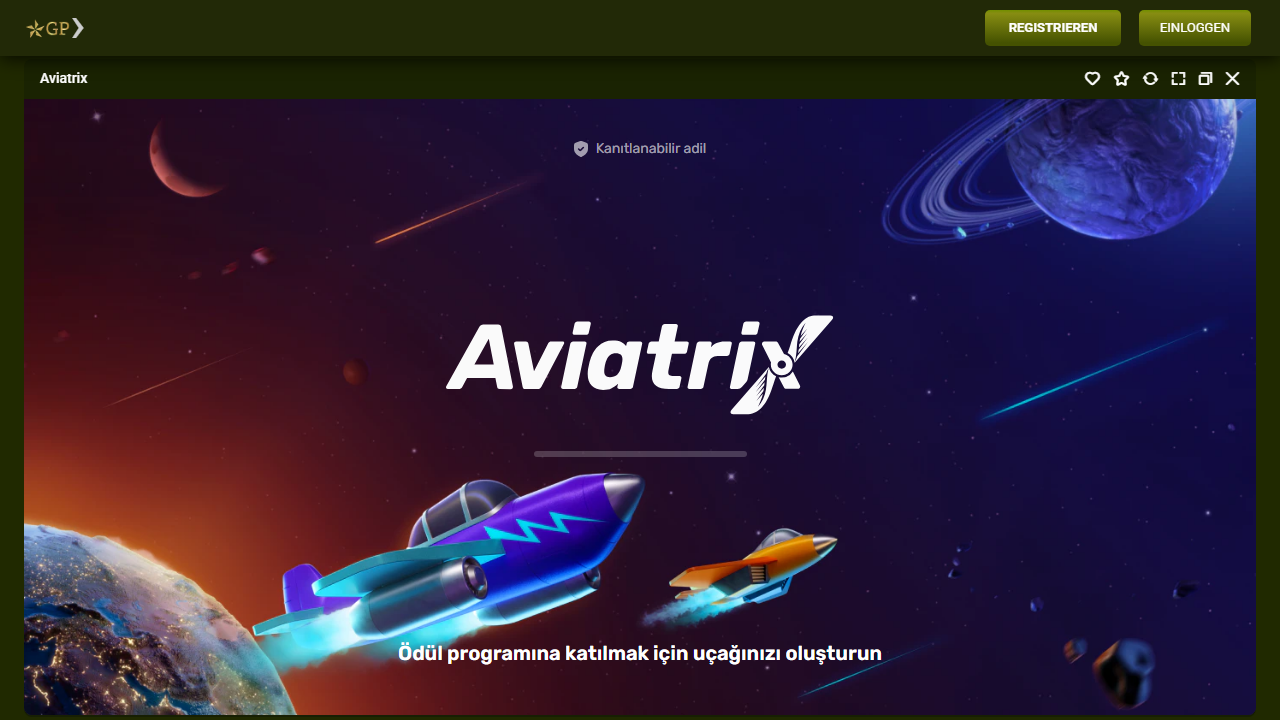 GP
REGISTRIEREN
EINLOGGEN
Aviatrix
Kanıtlanabilir adil
Aviatrix
Ödül programına katılmak için uçağınızı oluşturun